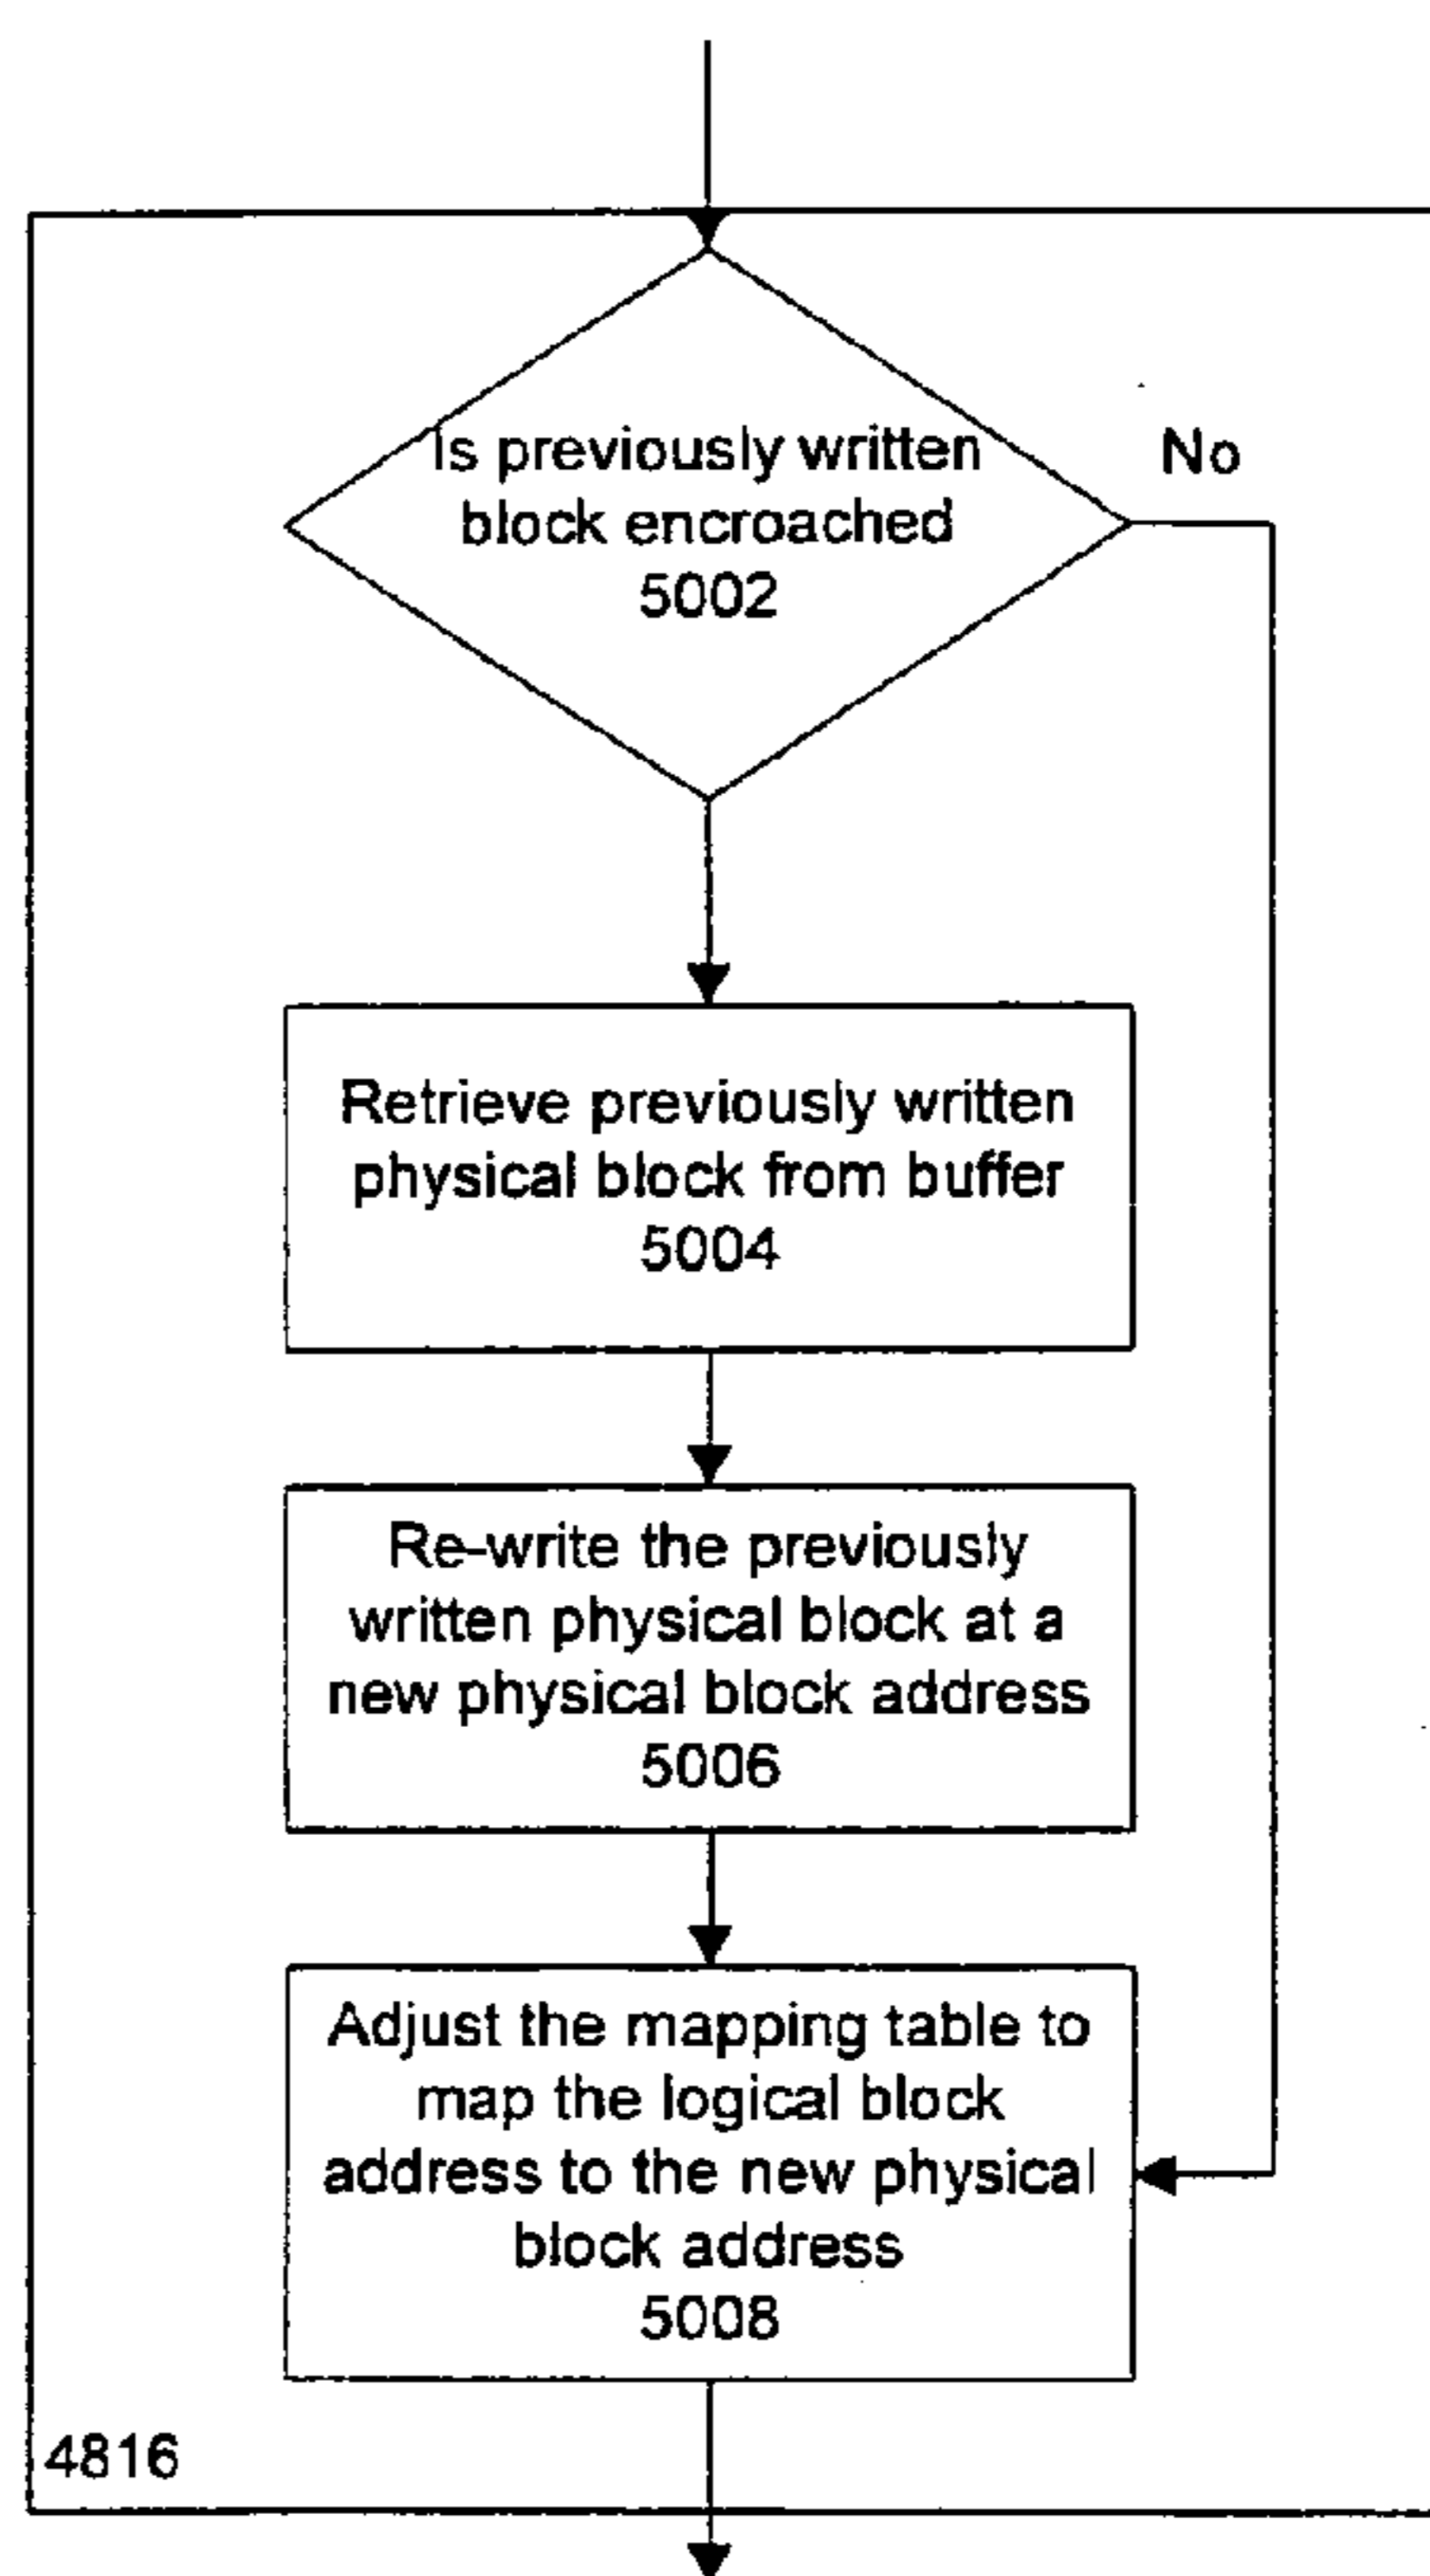 Is previously written
block encroached
5002
No
Retrieve previously written
physical block from buffer
5004
Re-write the previously
written physical block at a
new physical block address
5006
Adjust the mapping table to
map the logical block
address to the new physical
block address
5008
4816